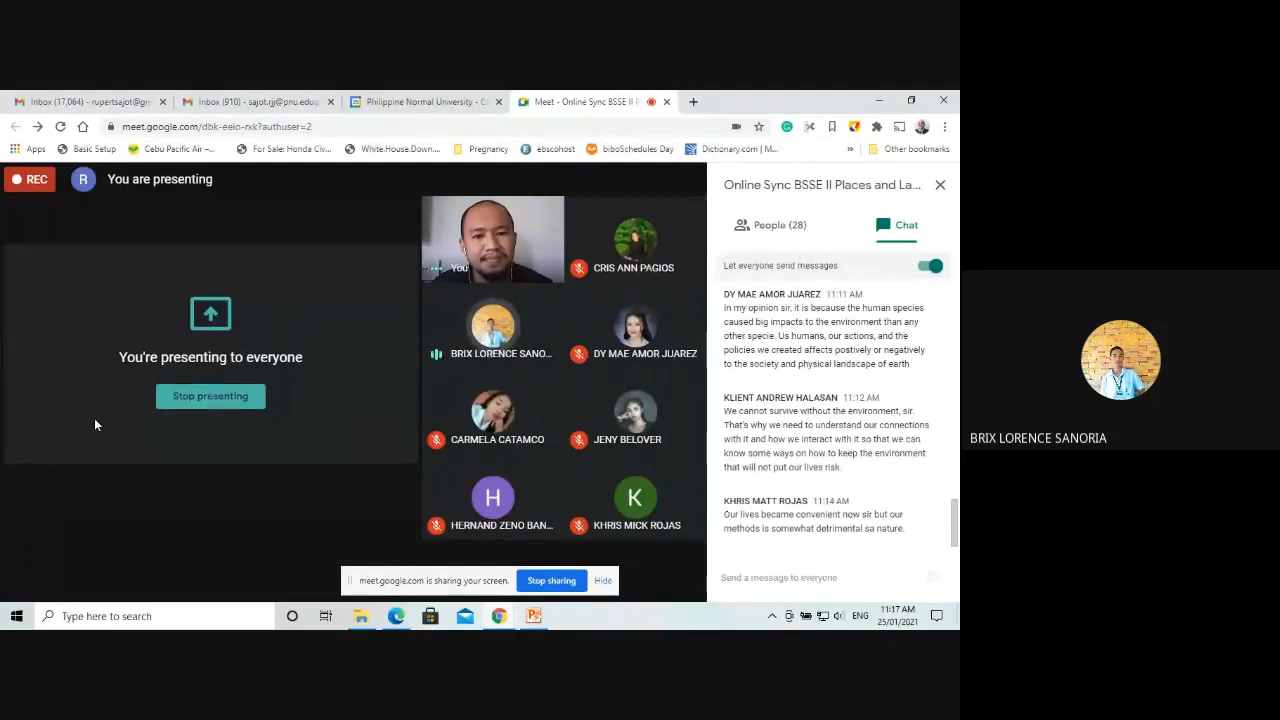 Inbox (17,064) - rupertsajot@gm
Inbox (910) - sajot.rjj@pnu.edu.p
Philippine Normal University - C
Meet - Online Sync BSSE II P
meet.google.com/dbk-eeio-rxk?authuser=2
Apps
Basic Setup
Cebu Pacific Air –...
For Sale: Honda Civ...
White.House.Down....
Pregnancy
ebscohost
biboSchedules Day
Dictionary.com | M...
»
Other bookmarks
REC
R
You are presenting
Online Sync BSSE II Places and La...
People (28)
Chat
Let everyone send messages
You're presenting to everyone
Stop presenting
You
CRIS ANN PAGIOS
BRIX LORENCE SANO...
DY MAE AMOR JUAREZ
CARMELA CATAMCO
JENY BELOVER
H
HERNAND ZENO BAN...
K
KHRIS MICK ROJAS
DY MAE AMOR JUAREZ 11:11 AM
In my opinion sir, it is because the human species
caused big impacts to the environment than any
other specie. Us humans, our actions, and the
policies we created affects postively or negatively
to the society and physical landscape of earth
KLIENT ANDREW HALASAN 11:12 AM
We cannot survive without the environment, sir.
That's why we need to understand our connections
with it and how we interact with it so that we can
know some ways on how to keep the environment
that will not put our lives risk.
KHRIS MATT ROJAS 11:14 AM
Our lives became convenient now sir but our
methods is somewhat detrimental sa nature.
Send a message to everyone
meet.google.com is sharing your screen.
Stop sharing
Hide
Type here to search
ENG
11:17 AM
25/01/2021
BRIX LORENCE SANORIA